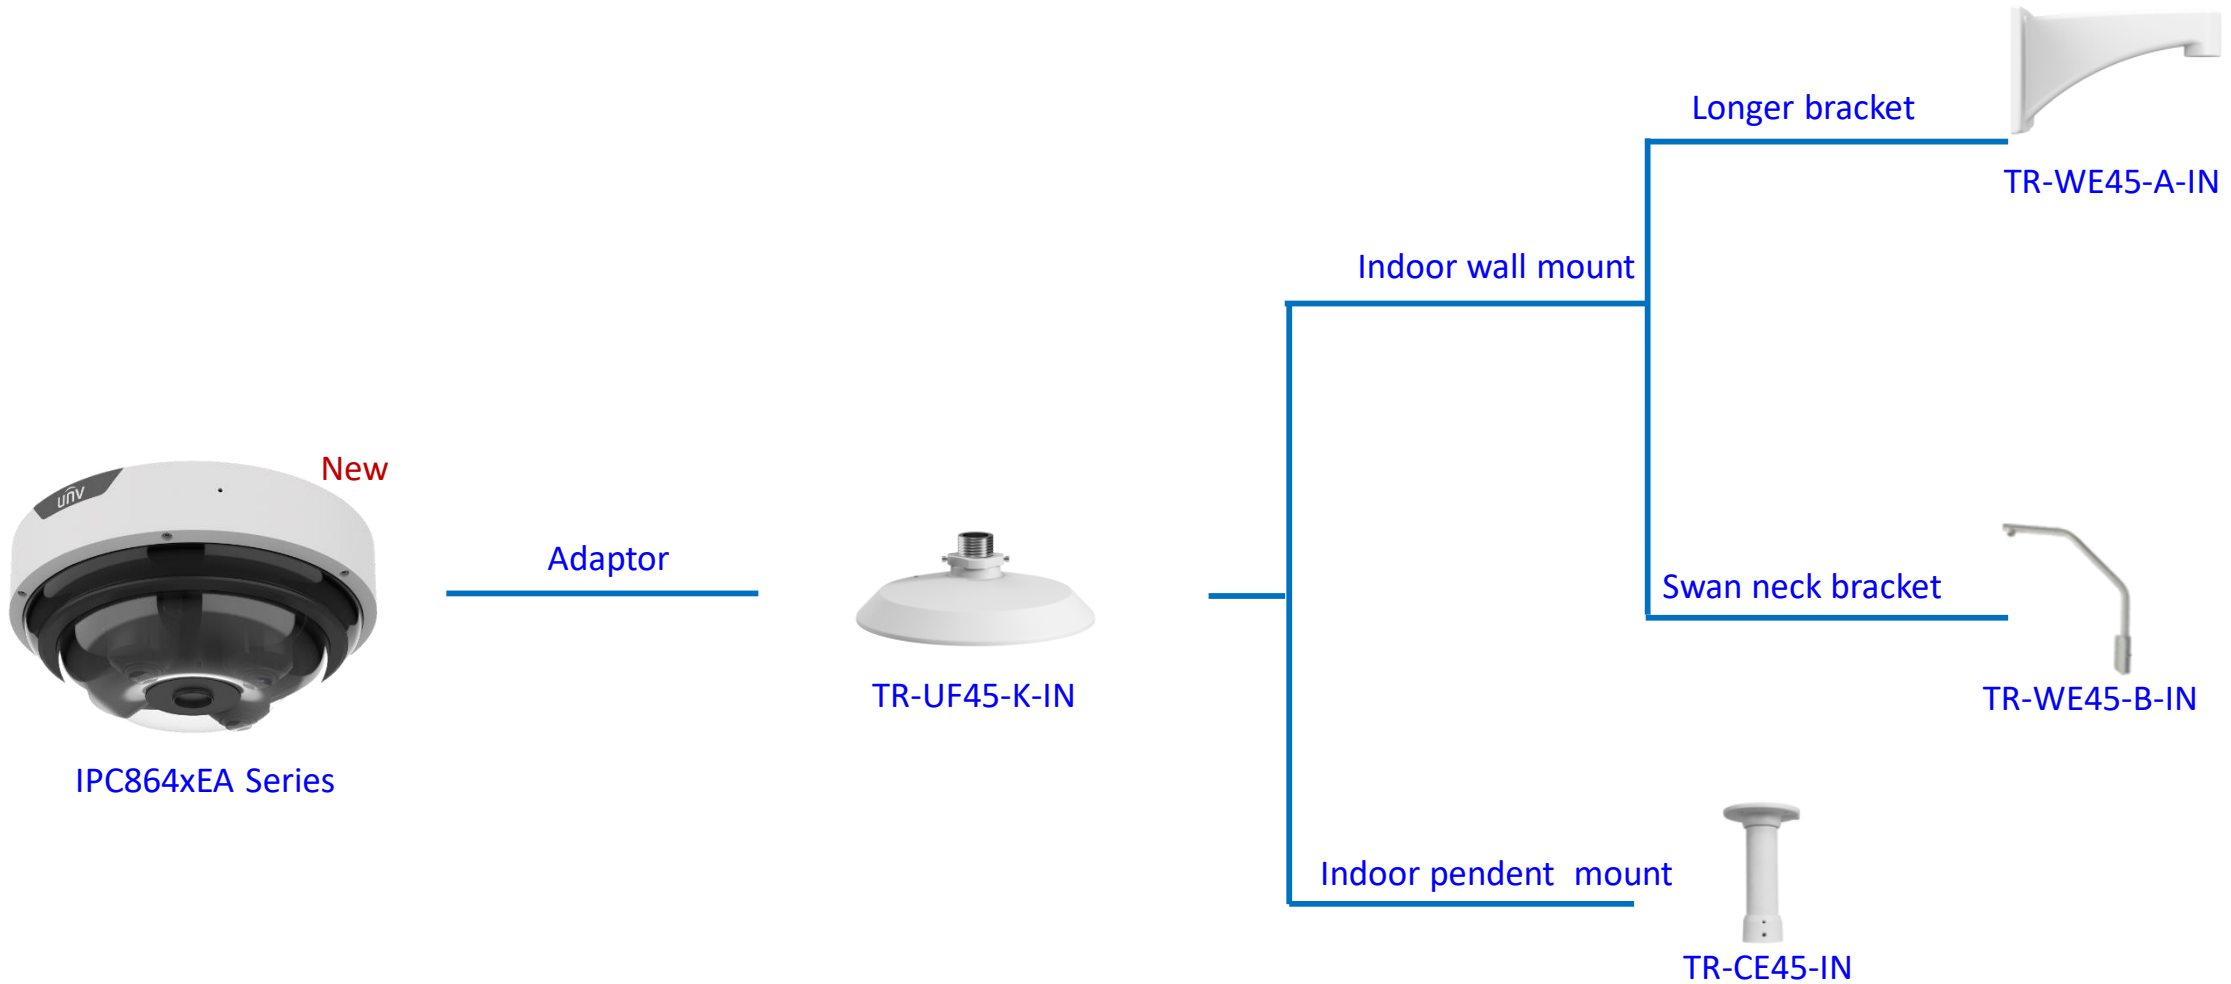 Longer bracket
TR-WE45-A-IN
Indoor wall mount
New
unv
Adaptor
Swan neck bracket
TR-UF45-K-IN
TR-WE45-B-IN
IPC864xEA Series
Indoor pendent  mount
TR-CE45-IN